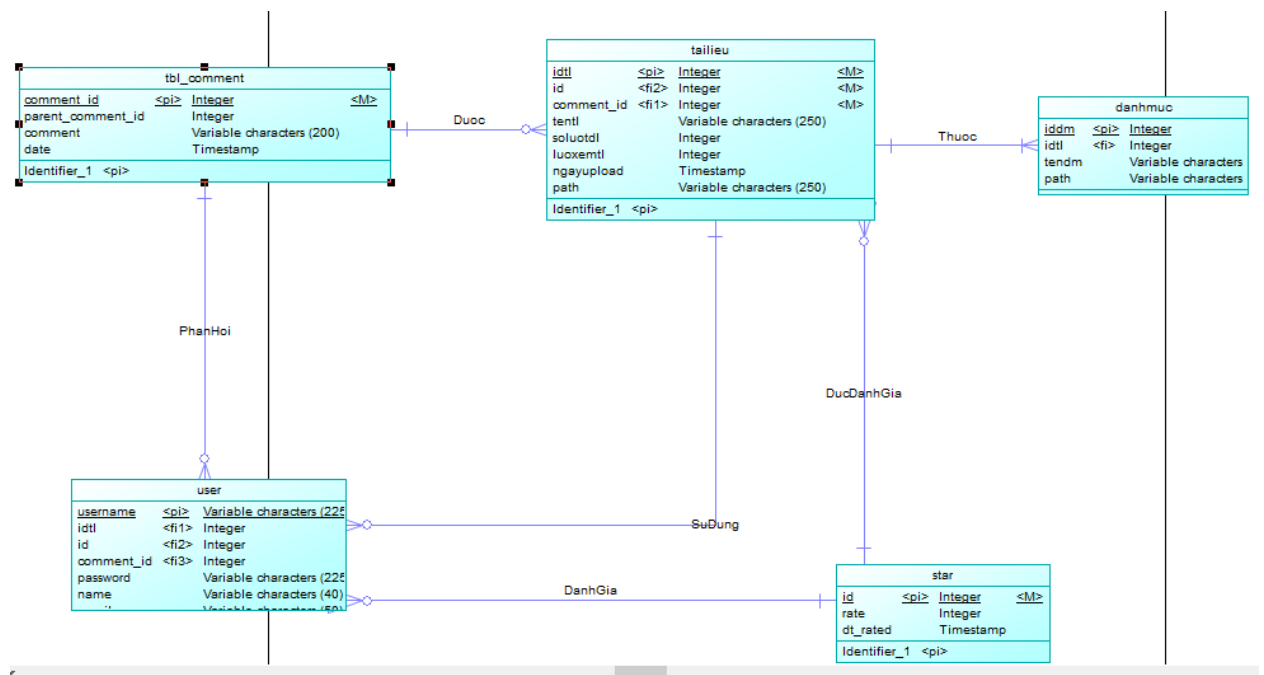 tbl_comment
comment_id <pi> Integer <M>
parent_comment_id Integer
comment Variable characters (200)
date Timestamp
Identifier_1 <pi>
Duoc
tailieu
idtl <pi> Integer <M>
id <fi2> Integer <M>
comment_id <fi1> Integer <M>
tentl Variable characters (250)
soluotdl Integer
luoxemtl Integer
ngayupload Timestamp
path Variable characters (250)
Identifier_1 <pi>
Thuoc
danhmuc
iddm <pi> Integer
idtl <fi> Integer
tendm Variable characters
path Variable characters
PhanHoi
DucDanhGia
user
username <pi> Variable characters (225
idtl <fi1> Integer
id <fi2> Integer
comment_id <fi3> Integer
password Variable characters (225
name Variable characters (40)
Variable characters (50)
SuDung
DanhGia
star
id <pi> Integer <M>
rate Integer
dt_rated Timestamp
Identifier_1 <pi>